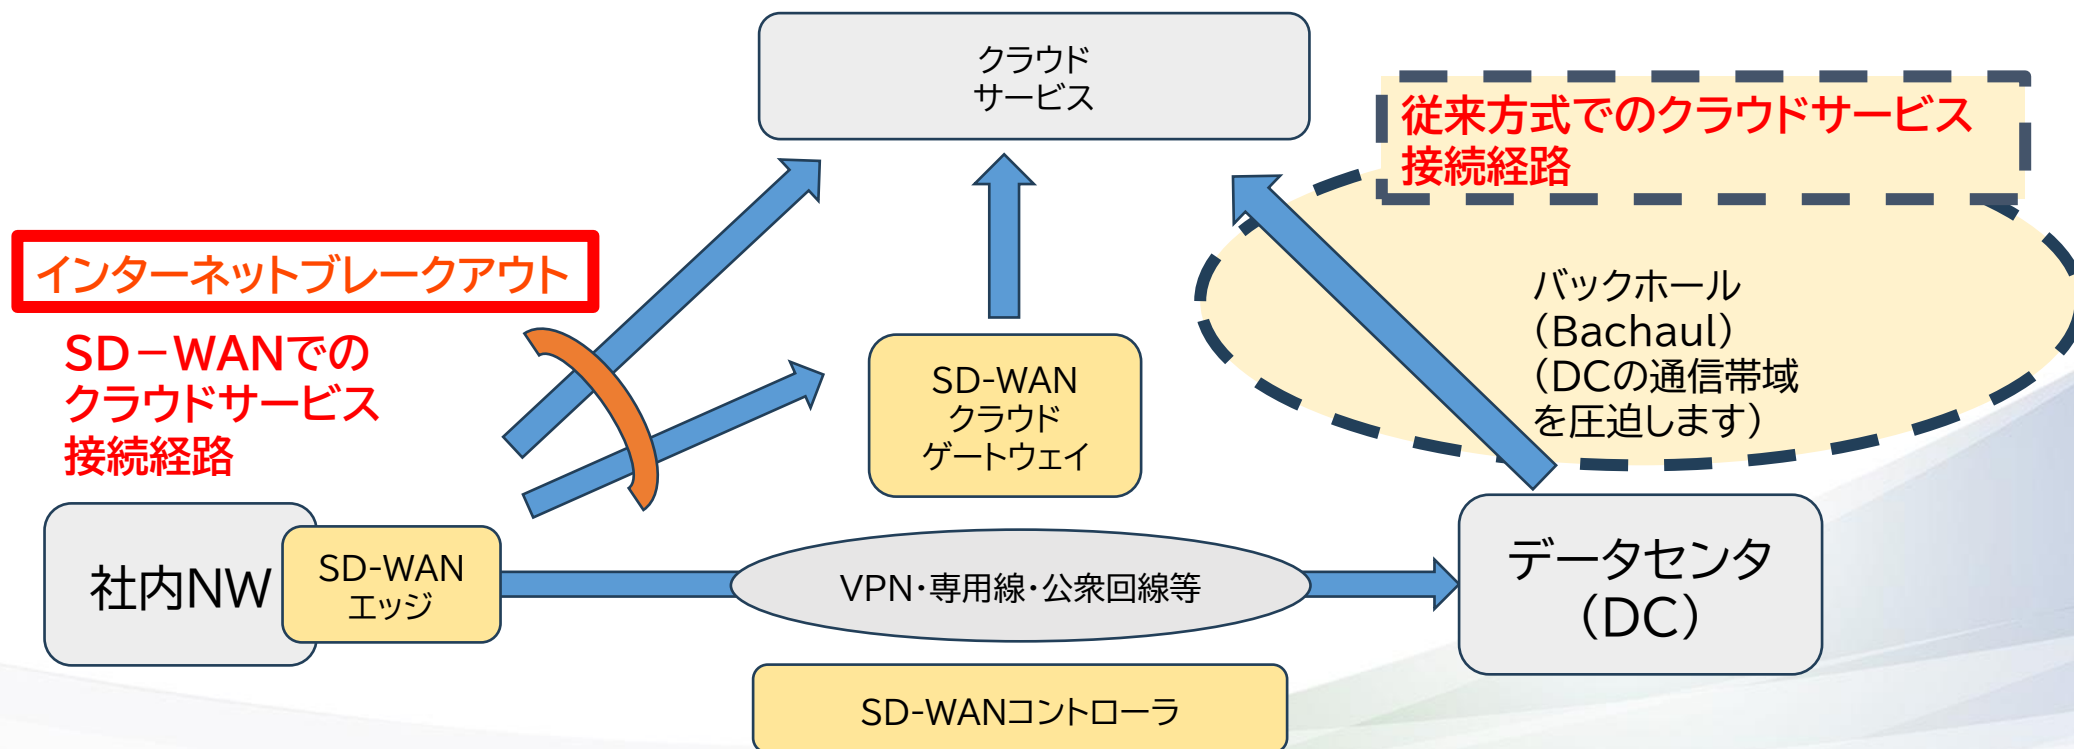 クラウド
サービス
従来方式でのクラウドサービス
接続経路
インターネットブレークアウト
SD－WANでの
クラウドサービス
接続経路
バックホール
（Bachaul）
（DCの通信帯域
を圧迫します）
SD-WAN
クラウド
ゲートウェイ
社内NW
SD-WAN
エッジ
VPN・専用線・公衆回線等
データセンタ
（DC）
SD-WANコントローラ